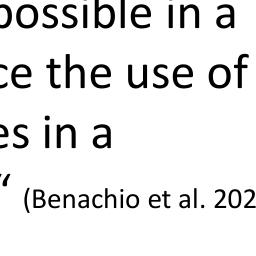 possible in a
ce the use of
es in a
“ (Benachio et al. 202